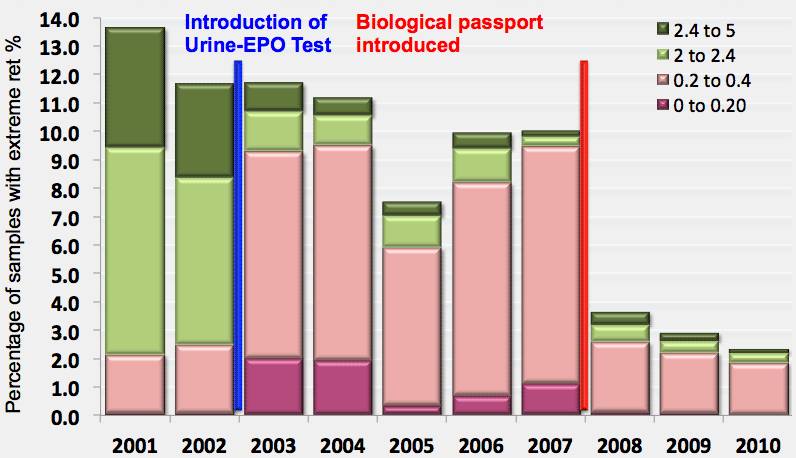 Introduction of
Urine-EPO Test
Biological passport
introduced
2.4 to 5
2 to 2.4
0.2 to 0.4
0 to 0.20
Percentage of samples with extreme ret %
14.0
13.0
12.0
11.0
10.0
9.0
8.0
7.0
6.0
5.0
4.0
3.0
2.0
1.0
0.0
2001 2002 2003 2004 2005 2006 2007 2008 2009 2010